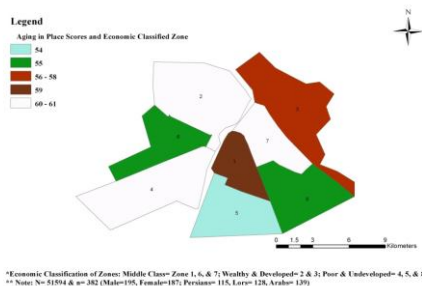 Legend
Aging in Place Scores and Economic Classified Zone
54
55
56 - 58
59
60 - 61
N
2
3
7
4
5
0 1.5 3 6 9
Kilometers
*Economic Classification of Zones: Middle Class= Zone 1, 6, & 7; Wealthy & Developed= 2 & 3; Poor & Undeveloped= 4, 5, &
** Note: N= 51594 & n= 382 (Male=195, Female=187; Persians= 115, Lors= 128, Arabs= 139)